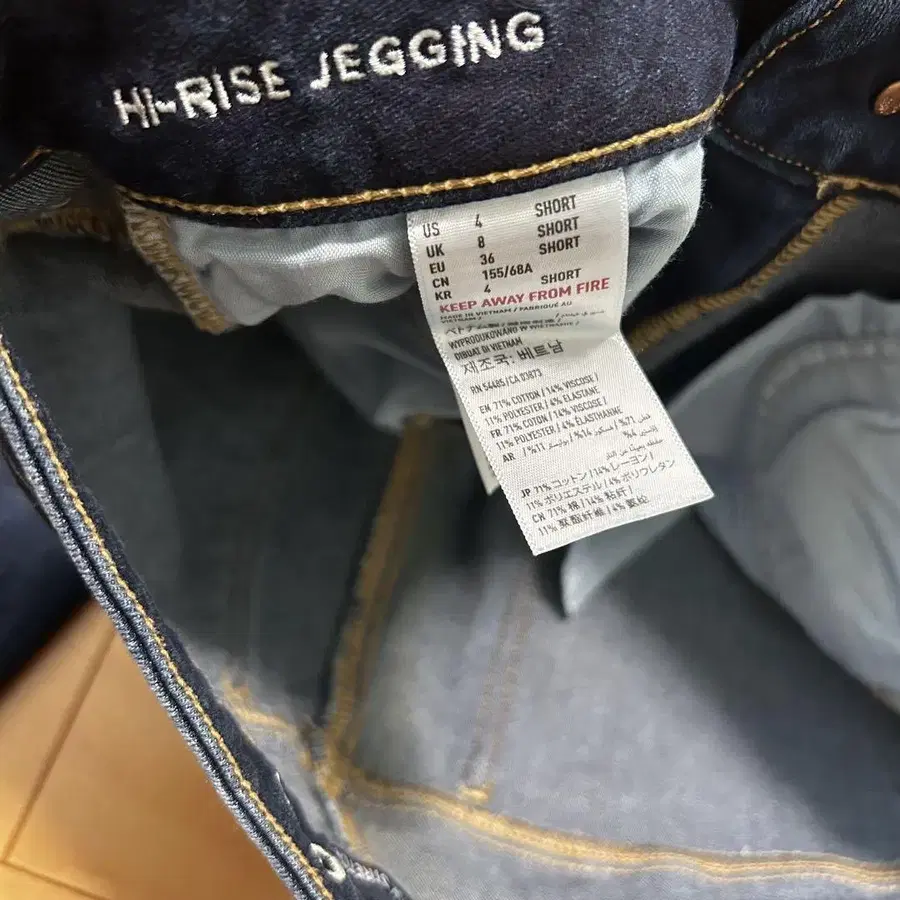 HI-RISE JEGGING
US 4 SHORT
UK 8 SHORT
EU 36 SHORT
CN 155/68A
KR 4 SHORT
KEEP AWAY FROM FIRE
MADE IN VIETNAM / FABRIQUÉ AU
VIETNAM /
WYPRODUKOWANO W WIETNAMIE /
DIBUAT DI VIETNAM
제조국: 베트남
RN 54485/CA 03873
EN 71% COTTON / 14% VISCOSE /
11% POLYESTER / 4% ELASTANE
FR 71% COTON / 14% VISCOSE /
11% POLYESTER / 4% ÉLASTHANNE
AR
JP 71% コットン / 14% レーヨン /
11% ポリエステル / 4% ポリウレタン
CH 71% 棉 / 14% 粘纤 /
11% 聚酯纤维 / 4% 氨纶